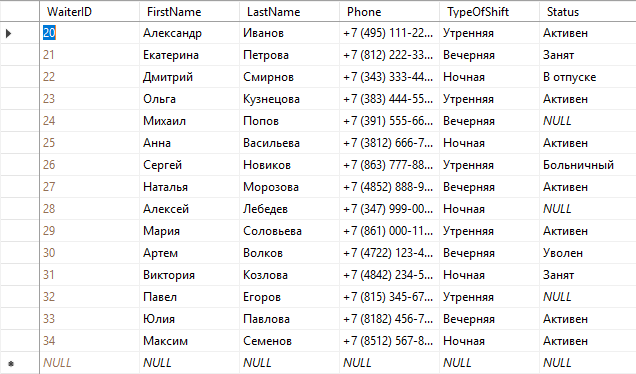 WaiterID FirstName LastName Phone TypeOfShift Status
20 Александр Иванов +7 (495) 111-22... Утренняя Активен
21 Екатерина Петрова +7 (812) 222-33... Вечерняя Занят
22 Дмитрий Смирнов +7 (343) 333-44... Ночная В отпуске
23 Ольга Кузнецова +7 (383) 444-55... Утренняя Активен
24 Михаил Попов +7 (391) 555-66... Вечерняя NULL
25 Анна Васильева +7 (3812) 666-7... Ночная Активен
26 Сергей Новиков +7 (863) 777-88... Утренняя Больничный
27 Наталья Морозова +7 (4852) 888-9... Вечерняя Активен
28 Алексей Лебедев +7 (347) 999-00... Ночная NULL
29 Мария Соловьева +7 (861) 000-11... Утренняя Активен
30 Артем Волков +7 (4722) 123-4... Вечерняя Уволен
31 Виктория Козлова +7 (4842) 234-5... Ночная Занят
32 Павел Егоров +7 (815) 345-67... Утренняя NULL
33 Юлия Павлова +7 (8182) 456-7... Вечерняя Активен
34 Максим Семенов +7 (8512) 567-8... Ночная Активен
NULL NULL NULL NULL NULL NULL